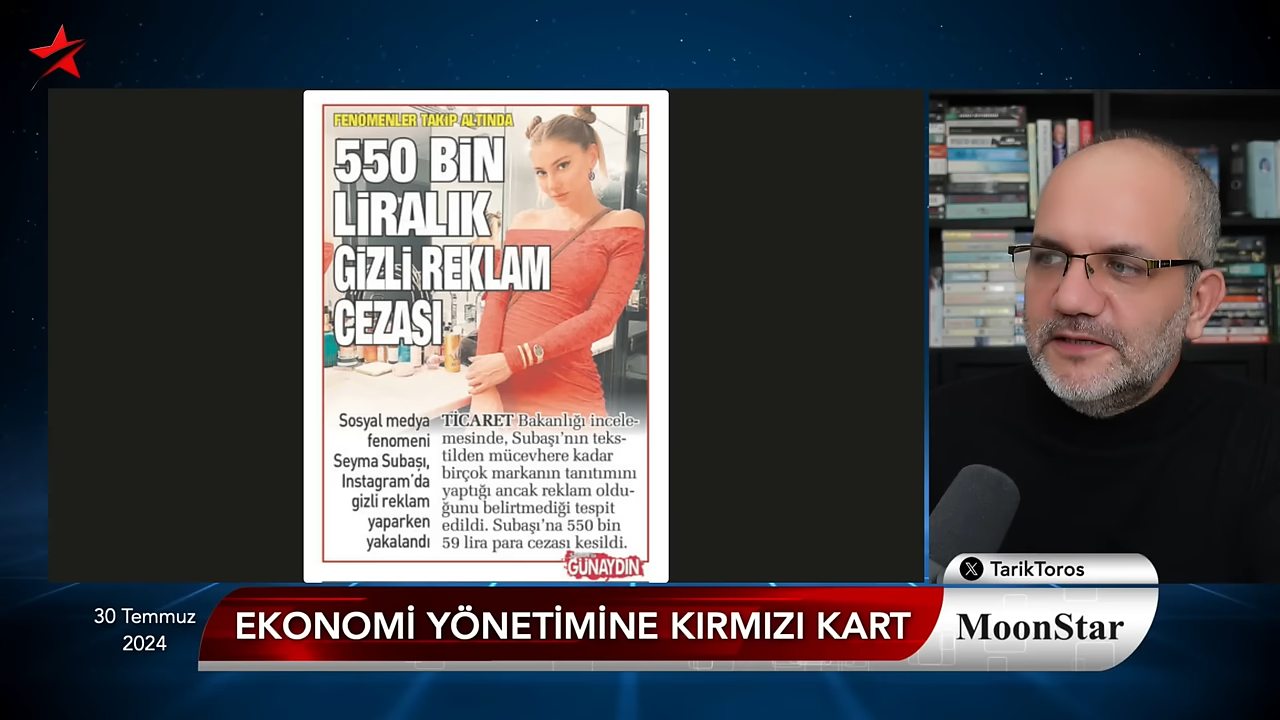 FENOMENLER TAKİP ALTINDA
550 BİN
LİRALIK
GİZLİ REKLAM
CEZASI
Sosyal medya
fenomeni
Şeyma Subaşı,
Instagram'da
gizli reklam
yaparken
yakalandı
TİCARET Bakanlığı incele-
mesinde, Subaşı'nın teks-
tilden mücevhere kadar
birçok markanın tanıtımını
yaptığı ancak reklam oldu-
ğunu belirtmediği tespit
edildi. Subaşı'na 550 bin
59 lira para cezası kesildi.
GÜNAYDIN
X TarikToros
30 Temmuz
2024
EKONOMİ YÖNETİMİNE KIRMIZI KART
MoonStar